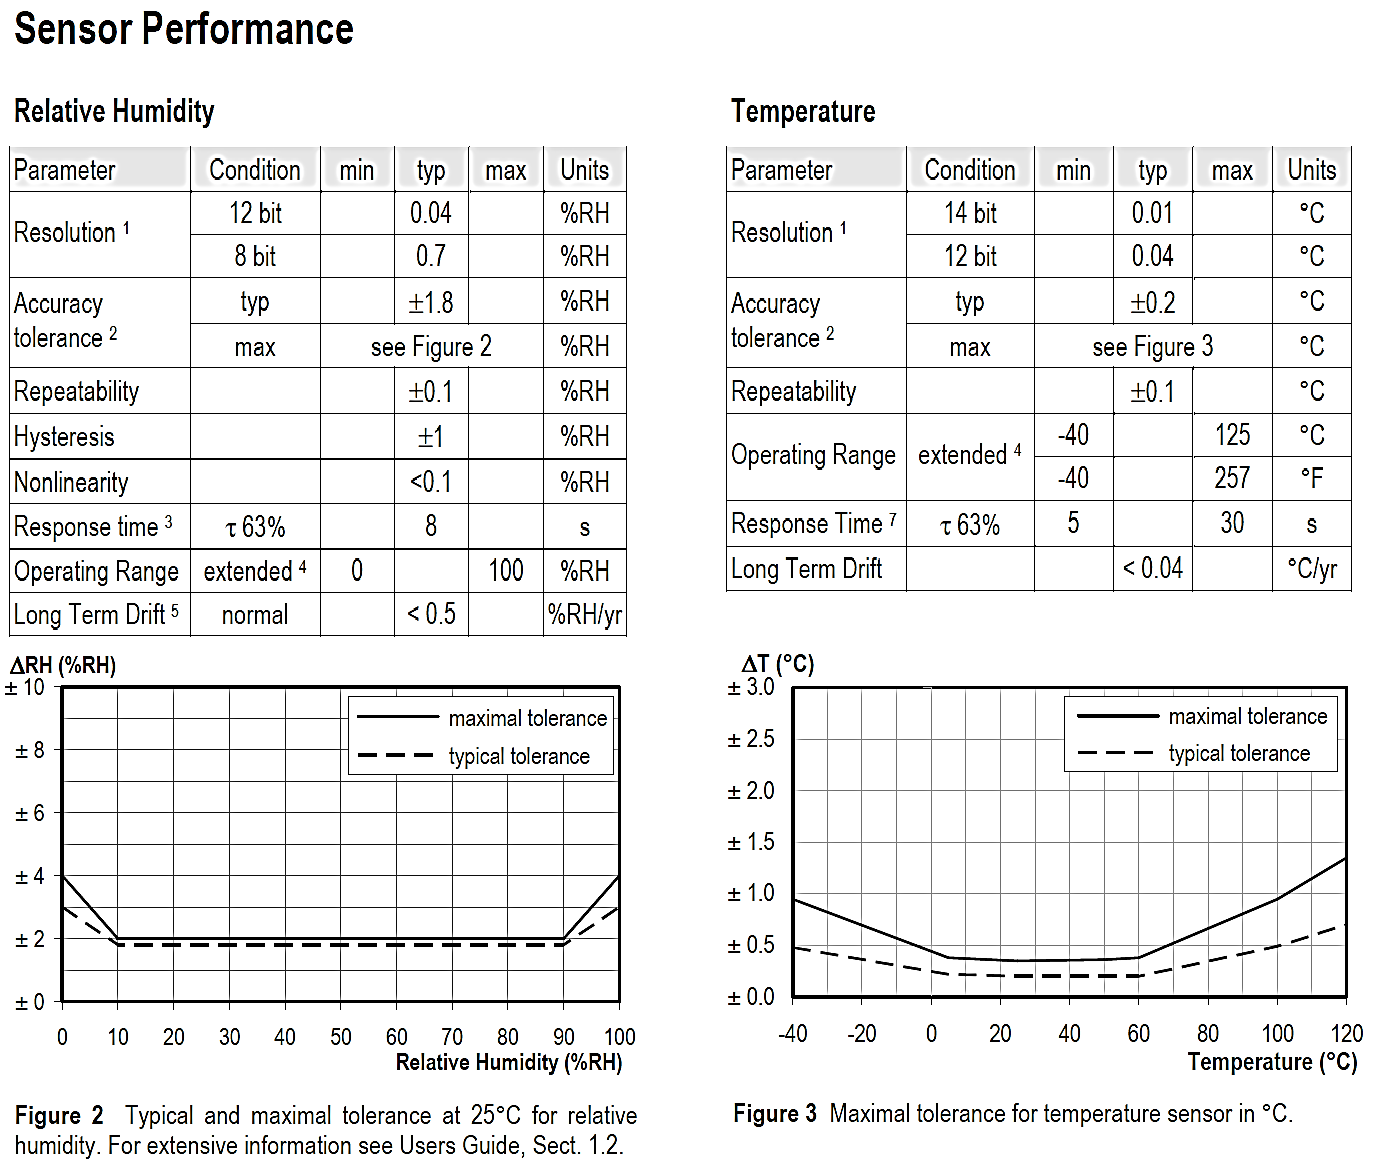 Sensor Performance
Relative Humidity
Parameter Condition min typ max Units
Resolution 1 12 bit 0.04 %RH
8 bit 0.7 %RH
Accuracy tolerance 2 typ ±1.8 %RH
max see Figure 2 %RH
Repeatability ±0.1 %RH
Hysteresis ±1 %RH
Nonlinearity <0.1 %RH
Response time 3 τ 63% 8 s
Operating Range extended 4 0 100 %RH
Long Term Drift 5 normal < 0.5 %RH/yr
ΔRH (%RH)
± 10
± 8
± 6
± 4
± 2
± 0
maximal tolerance
typical tolerance
0 10 20 30 40 50 60 70 80 90 100
Relative Humidity (%RH)
Figure 2 Typical and maximal tolerance at 25°C for relative
humidity. For extensive information see Users Guide, Sect. 1.2.
Temperature
Parameter Condition min typ max Units
Resolution 1 14 bit 0.01 °C
12 bit 0.04 °C
Accuracy tolerance 2 typ ±0.2 °C
max see Figure 3 °C
Repeatability ±0.1 °C
Operating Range extended 4 -40 125 °C
-40 257 °F
Response Time 7 τ 63% 5 30 s
Long Term Drift < 0.04 °C/yr
ΔT (°C)
± 3.0
± 2.5
± 2.0
± 1.5
± 1.0
± 0.5
± 0.0
maximal tolerance
typical tolerance
-40 -20 0 20 40 60 80 100 120
Temperature (°C)
Figure 3 Maximal tolerance for temperature sensor in °C.